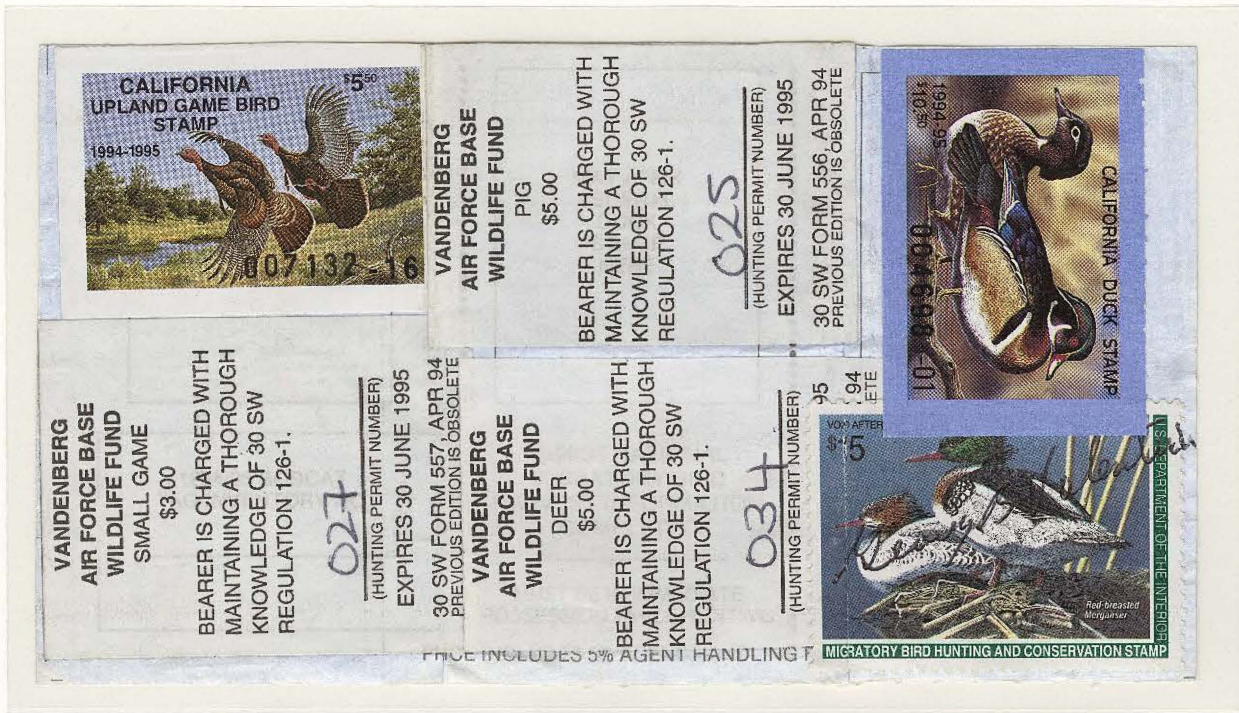 CALIFORNIA
UPLAND GAME BIRD
STAMP
$5.50
1994-1995
007132-16
VANDENBERG
AIR FORCE BASE
WILDLIFE FUND
PIG
$5.00
BEARER IS CHARGED WITH
MAINTAINING A THOROUGH
KNOWLEDGE OF 30 SW
REGULATION 126-1.
025
(HUNTING PERMIT NUMBER)
EXPIRES 30 JUNE 1995
30 SW FORM 556, APR 94
PREVIOUS EDITION IS OBSOLETE
CALIFORNIA DUCK STAMP
1994-95
$10.50
-01
VANDENBERG
AIR FORCE BASE
WILDLIFE FUND
SMALL GAME
$3.00
BEARER IS CHARGED WITH
MAINTAINING A THOROUGH
KNOWLEDGE OF 30 SW
REGULATION 126-1.
027
(HUNTING PERMIT NUMBER)
EXPIRES 30 JUNE 1995
30 SW FORM 557, APR 94
PREVIOUS EDITION IS OBSOLETE
VANDENBERG
AIR FORCE BASE
WILDLIFE FUND
DEER
$5.00
BEARER IS CHARGED WITH
MAINTAINING A THOROUGH
KNOWLEDGE OF 30 SW
REGULATION 126-1.
034
(HUNTING PERMIT NUMBER)
95
94
ETE
VOID AFTER
$15
U.S. DEPARTMENT OF THE INTERIOR
Red-breasted
Merganser
MIGRATORY BIRD HUNTING AND CONSERVATION STAMP
PRICE INCLUDES 5% AGENT HANDLING F